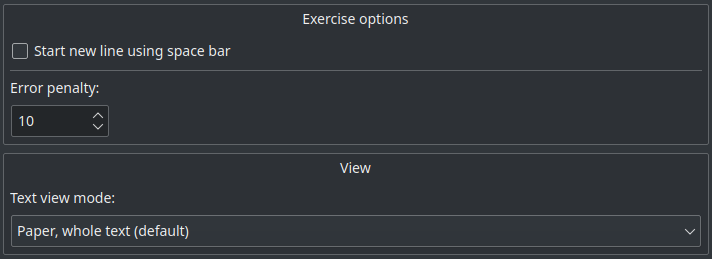 Exercise options
Start new line using space bar
Error penalty:
10
View
Text view mode:
Paper, whole text (default)